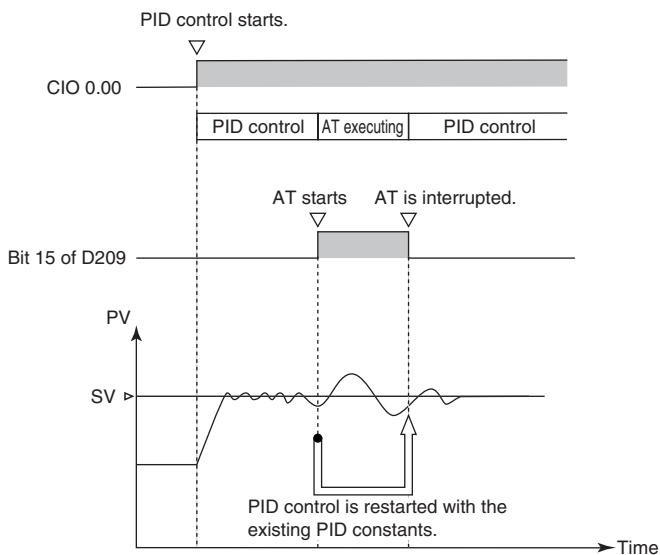 PID control starts.
CIO 0.00
PID control
AT executing
PID control
AT starts
AT is interrupted.
Bit 15 of D209
PV
SV
PID control is restarted with the
existing PID constants.
Time